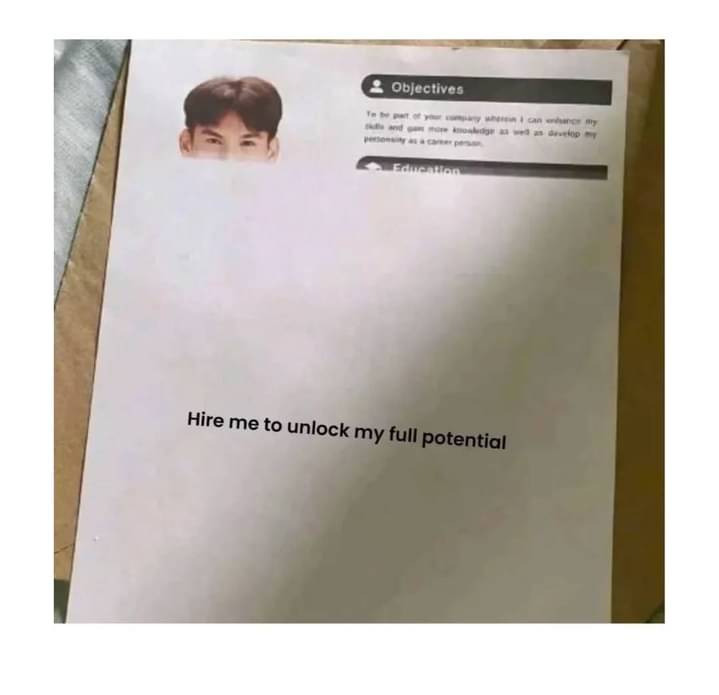 Objectives
To be part of your company wherein I can enhance my
skills and gain more knowledge as well as develop my
personality as a career person.
Education
Hire me to unlock my full potential